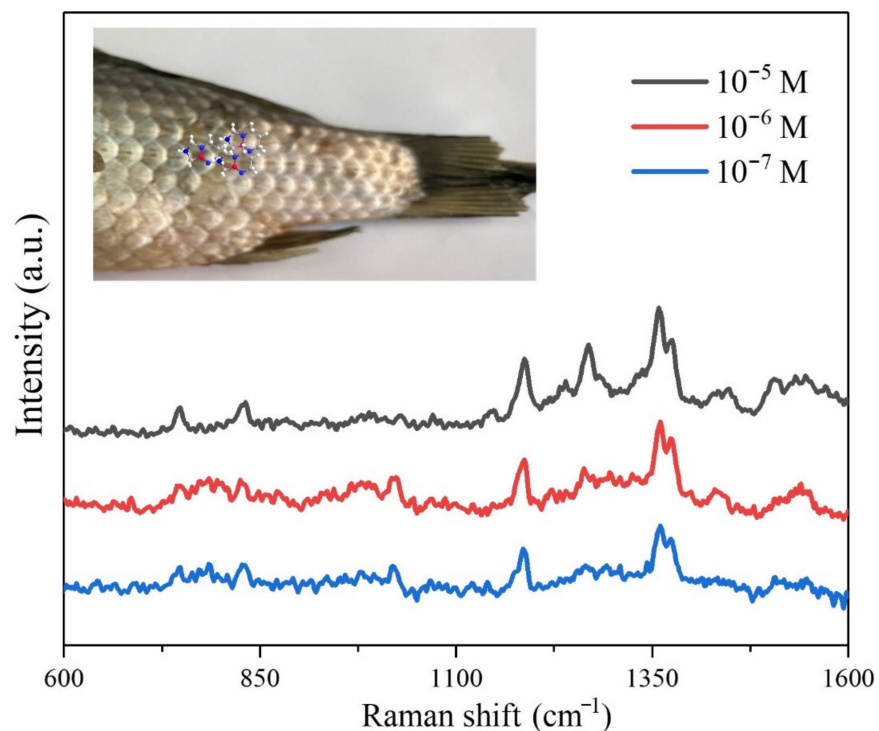 10⁻⁵ M
10⁻⁶ M
10⁻⁷ M
Intensity (a.u.)
600 850 1100 1350 1600
Raman shift (cm⁻¹)